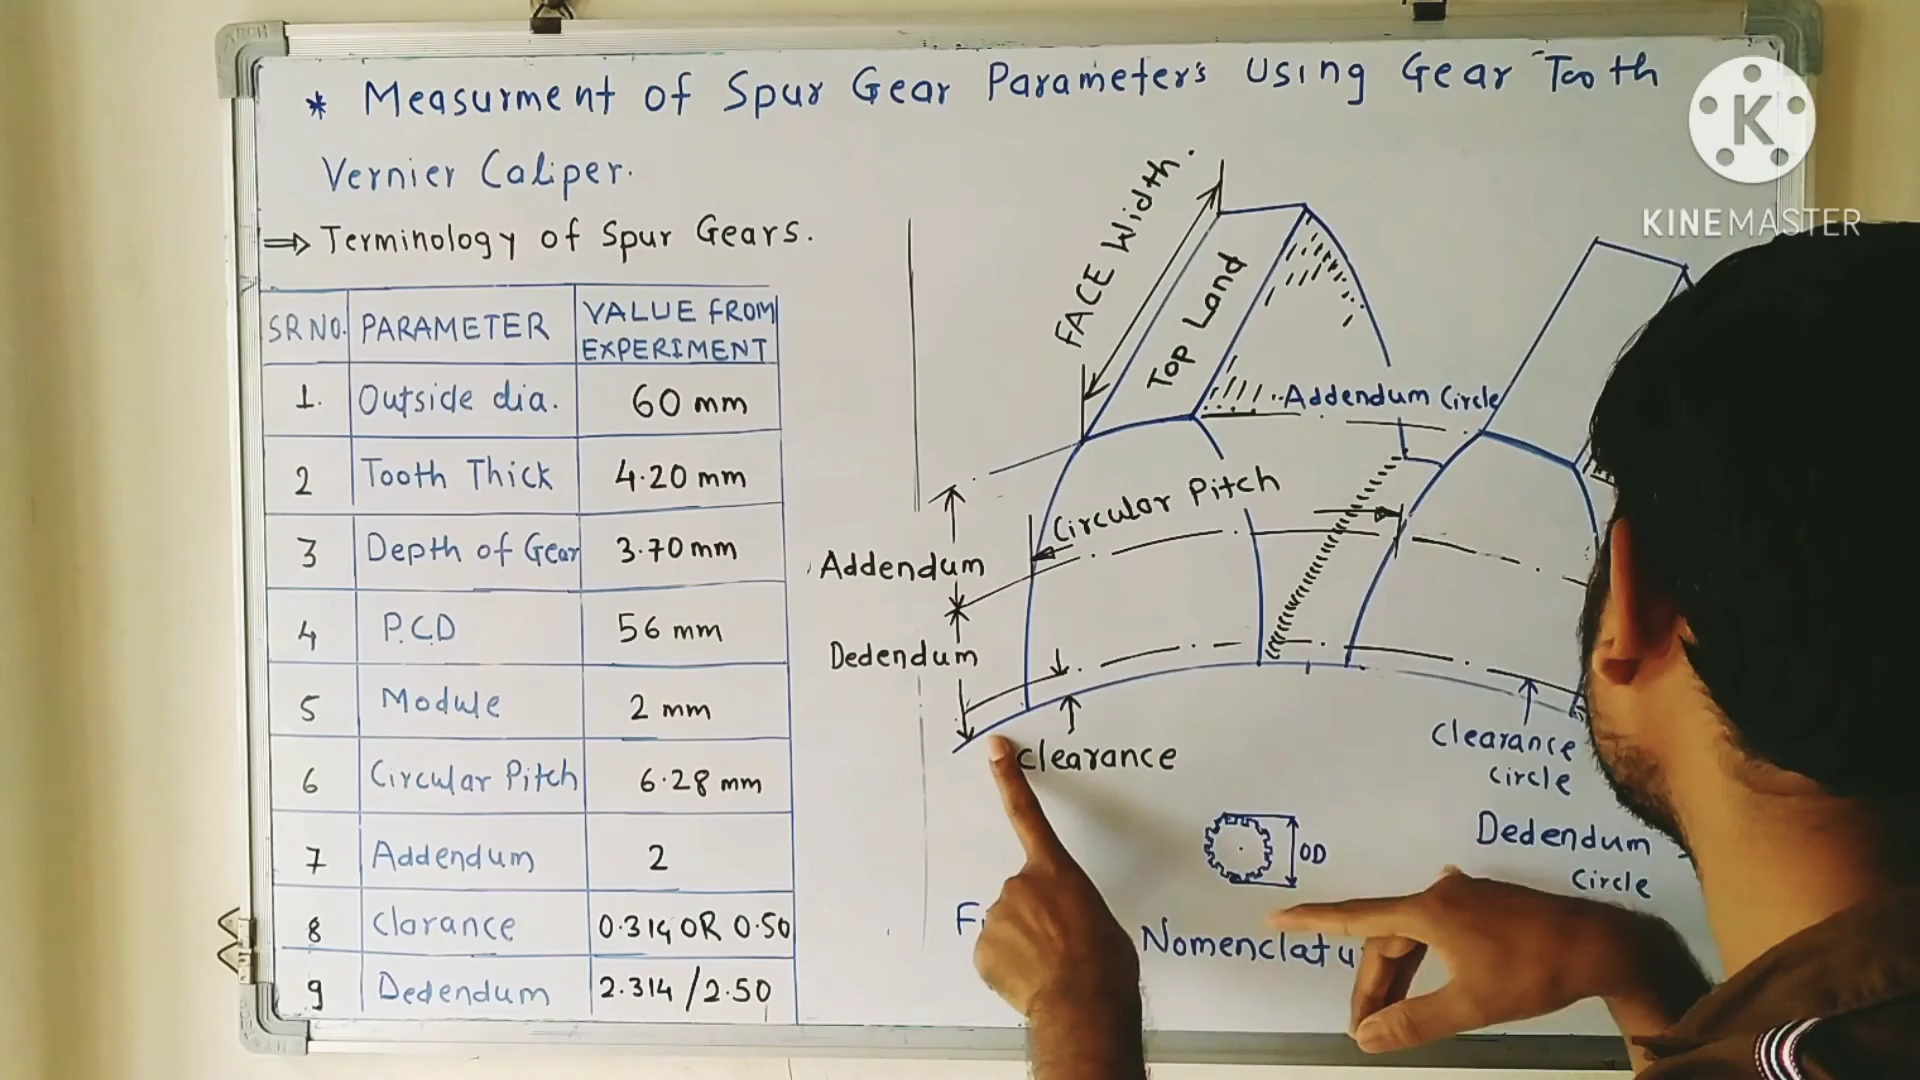 * Measurment of Spur Gear Parameter's Using Gear Tooth
Vernier Caliper.
⇒ Terminology of Spur Gears.
SR NO. PARAMETER VALUE FROM EXPERIMENT
1. Outside dia. 60 mm
2 Tooth Thick 4.20 mm
3 Depth of Gear 3.70 mm
4 P.C.D 56 mm
5 Module 2 mm
6 Circular Pitch 6.28 mm
7 Addendum 2
8 Clarance 0.314 OR 0.50
9 Dedendum 2.314 / 2.50
FACE Width.
Top Land
Addendum Circle
Circular Pitch
Addendum
Dedendum
Clearance
Clearance
circle
Dedendum
Circle
OD
K
KINEMASTER